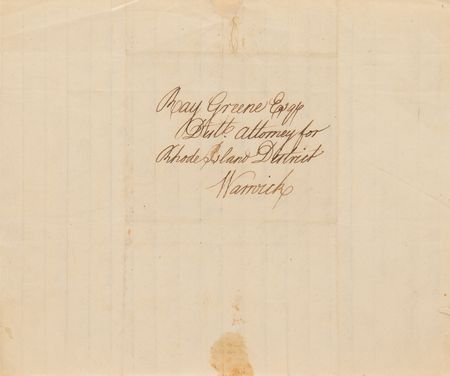 Ray Greene Esqr
Distt. Attorney for
Rhode Island District
Warwick